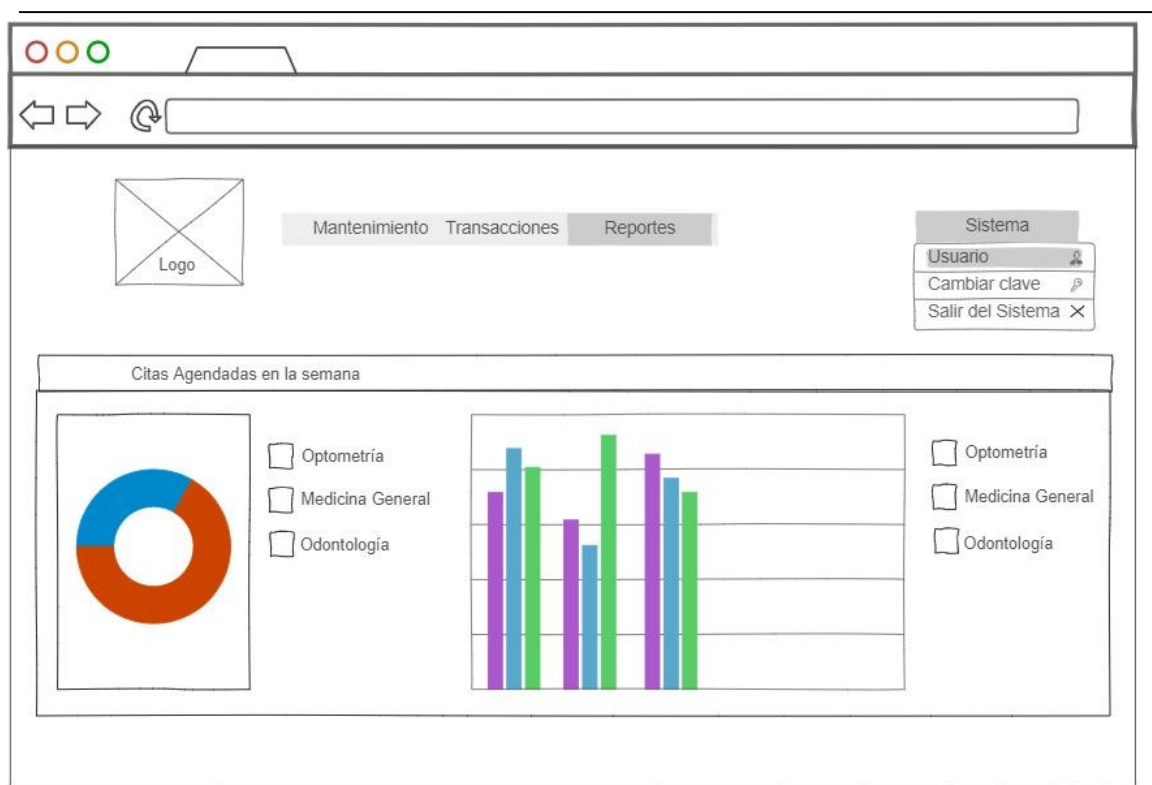 Logo
Mantenimiento Transacciones Reportes
Sistema
Usuario
Cambiar clave
Salir del Sistema
Citas Agendadas en la semana
Optometría
Medicina General
Odontología
Optometría
Medicina General
Odontología